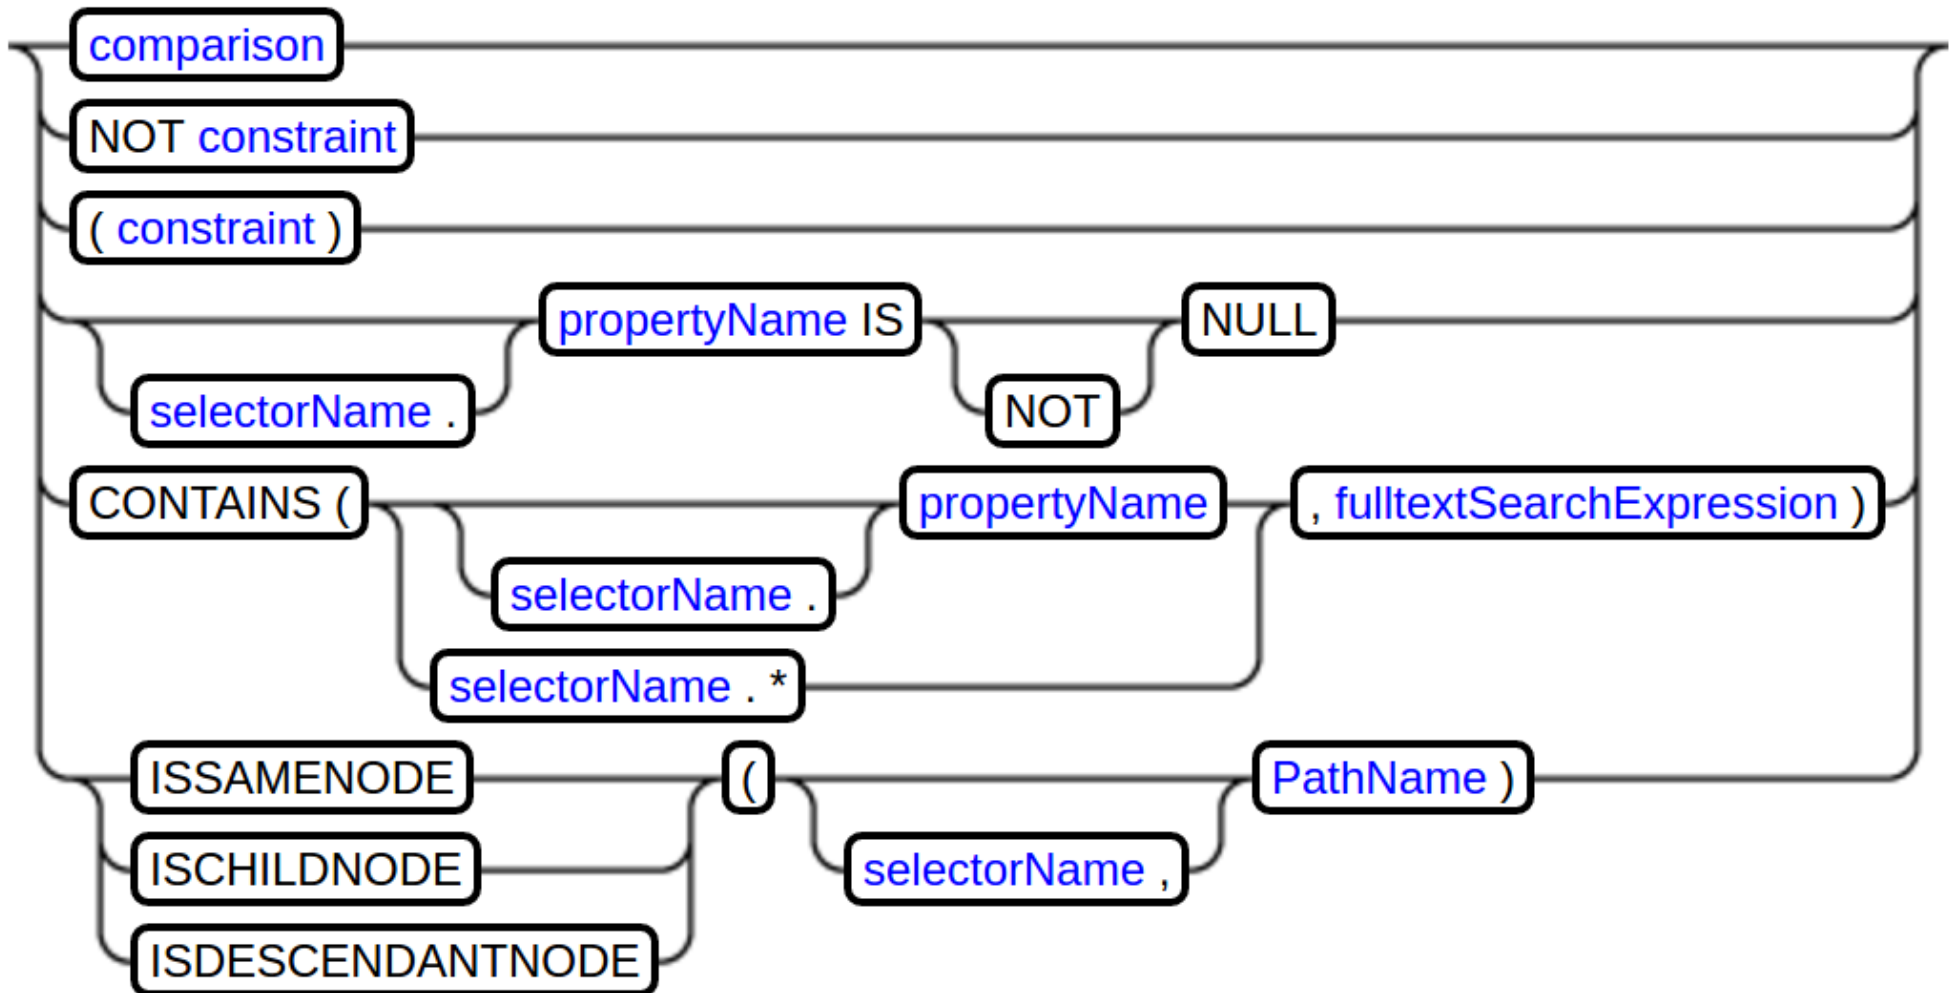 comparison
NOT constraint
( constraint )
propertyName IS NULL
selectorName . NOT
CONTAINS ( propertyName , fulltextSearchExpression )
selectorName .
selectorName . *
ISSAMENODE ( PathName )
ISCHILDNODE selectorName ,
ISDESCENDANTNODE